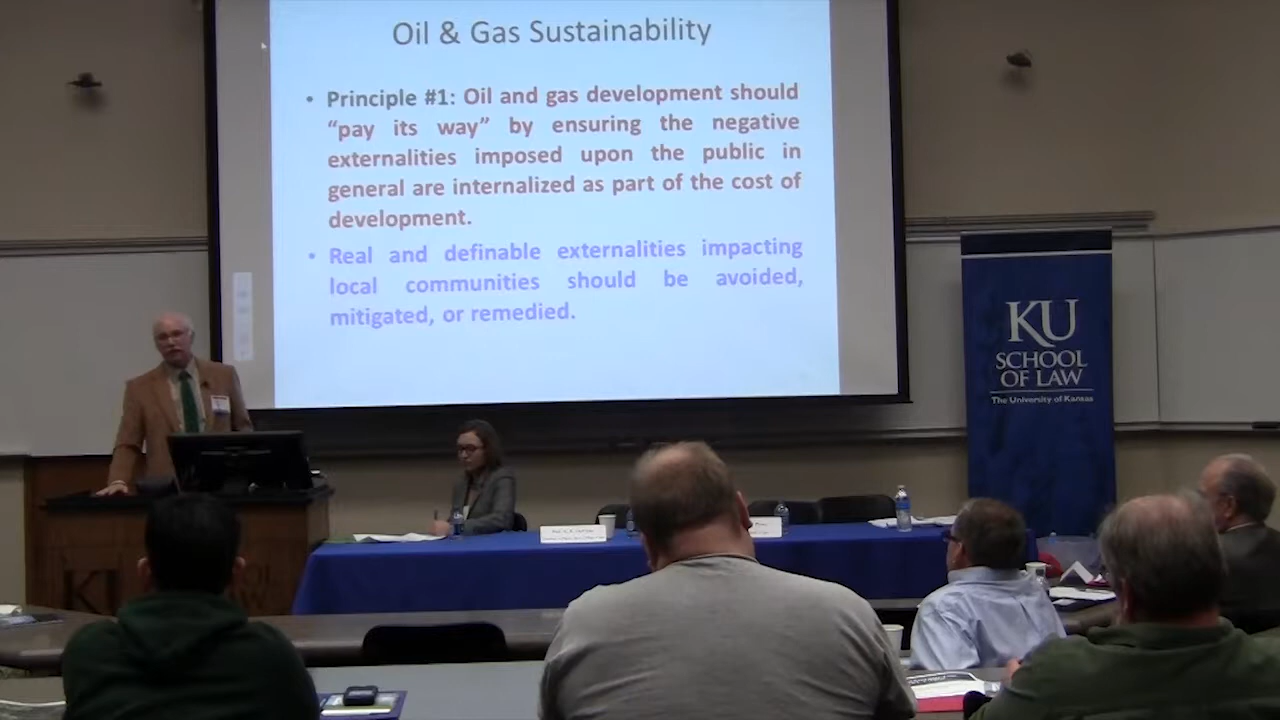 Oil & Gas Sustainability
• Principle #1: Oil and gas development should
“pay its way” by ensuring the negative
externalities imposed upon the public in
general are internalized as part of the cost of
development.
• Real and definable externalities impacting
local communities should be avoided,
mitigated, or remedied.
KU
SCHOOL
OF LAW
The University of Kansas
KU